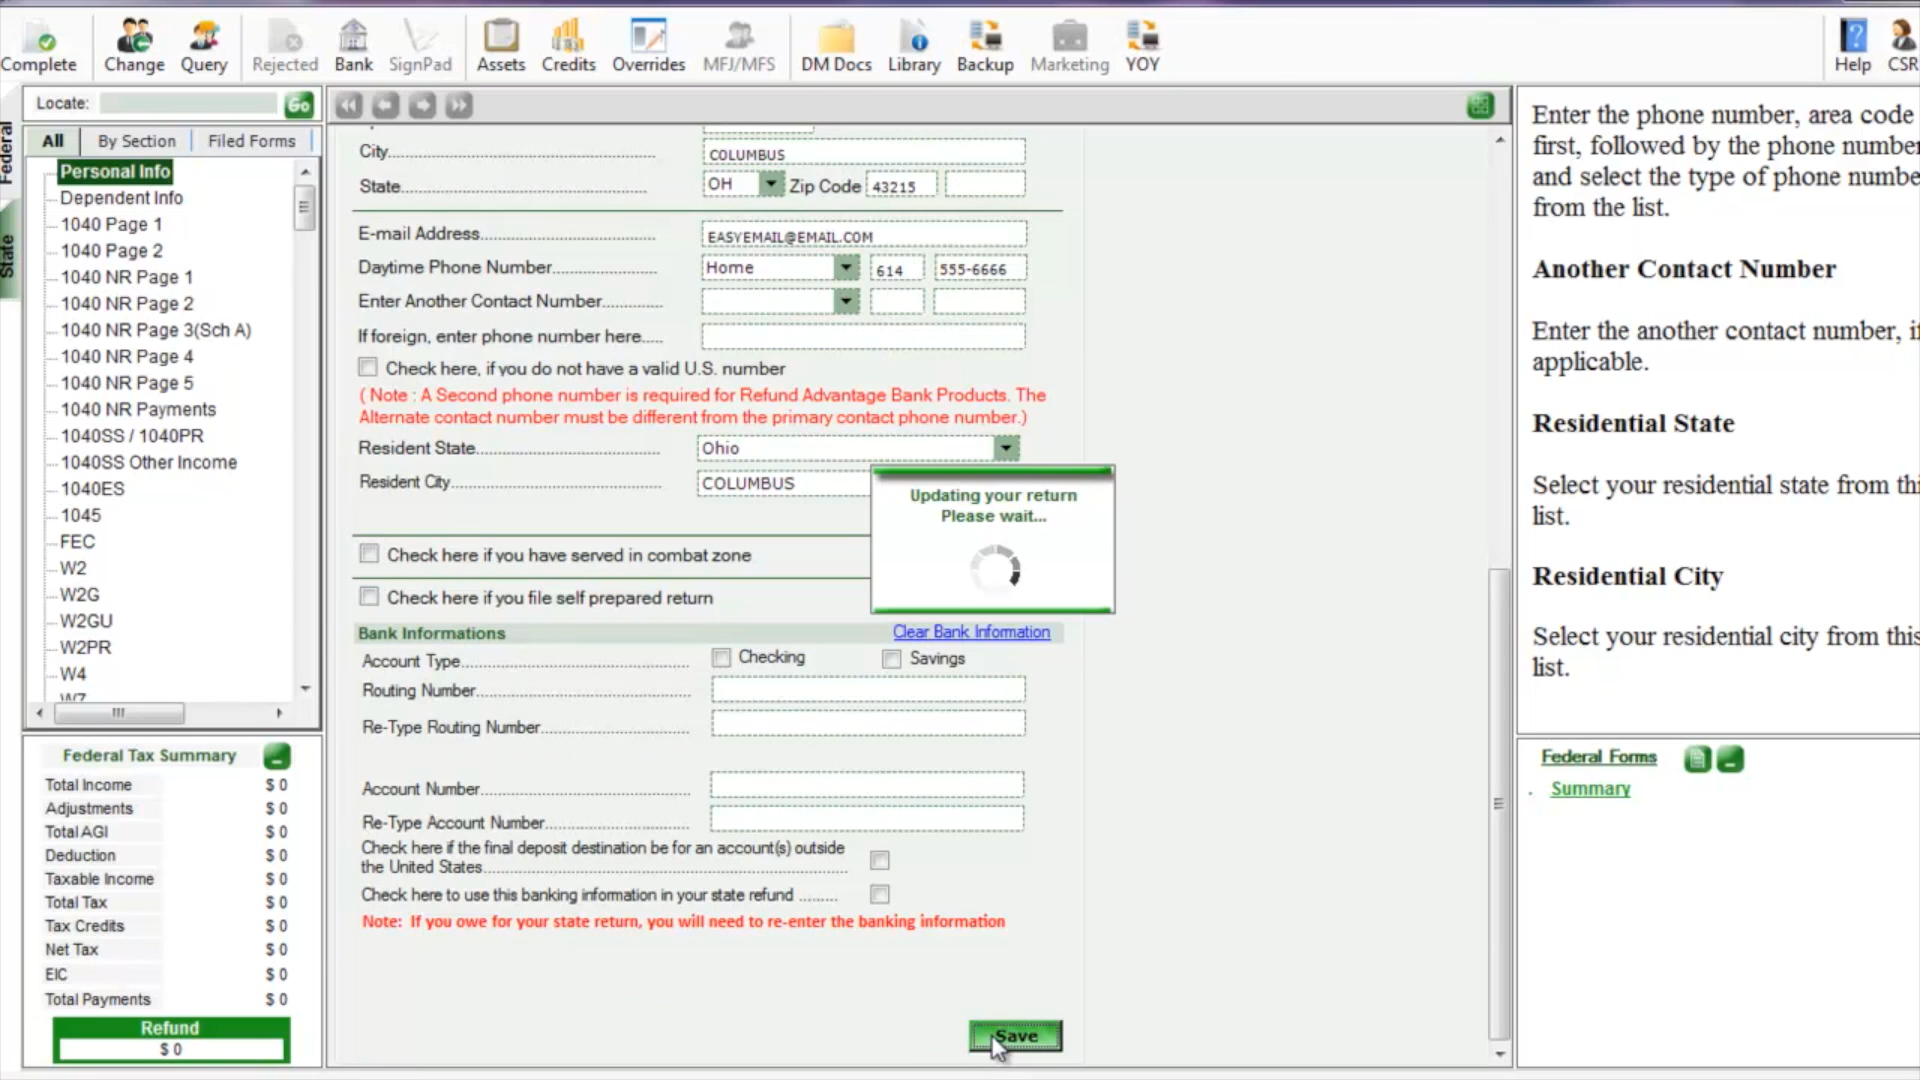 Complete
Change
Query
Rejected
Bank
SignPad
Assets
Credits
Overrides
MFJ/MFS
DM Docs
Library
Backup
Marketing
YOY
Help
CSR
Federal
State
Locate:
Go
All
By Section
Filed Forms
Personal Info
Dependent Info
1040 Page 1
1040 Page 2
1040 NR Page 1
1040 NR Page 2
1040 NR Page 3(Sch A)
1040 NR Page 4
1040 NR Page 5
1040 NR Payments
1040SS / 1040PR
1040SS Other Income
1040ES
1045
FEC
W2
W2G
W2GU
W2PR
W4
W7
Federal Tax Summary
Total Income $ 0
Adjustments $ 0
Total AGI $ 0
Deduction $ 0
Taxable Income $ 0
Total Tax $ 0
Tax Credits $ 0
Net Tax $ 0
EIC $ 0
Total Payments $ 0
Refund
$ 0
City COLUMBUS
State OH Zip Code 43215
E-mail Address EASYEMAIL@EMAIL.COM
Daytime Phone Number Home 614 555-6666
Enter Another Contact Number
If foreign, enter phone number here
Check here, if you do not have a valid U.S. number
( Note : A Second phone number is required for Refund Advantage Bank Products. The
Alternate contact number must be different from the primary contact phone number.)
Resident State Ohio
Resident City COLUMBUS
Updating your return
Please wait...
Check here if you have served in combat zone
Check here if you file self prepared return
Bank Informations Clear Bank Information
Account Type Checking Savings
Routing Number
Re-Type Routing Number
Account Number
Re-Type Account Number
Check here if the final deposit destination be for an account(s) outside
the United States
Check here to use this banking information in your state refund
Note: If you owe for your state return, you will need to re-enter the banking information
Save
Enter the phone number, area code
first, followed by the phone number
and select the type of phone numbe
from the list.
Another Contact Number
Enter the another contact number, if
applicable.
Residential State
Select your residential state from thi
list.
Residential City
Select your residential city from this
list.
Federal Forms
. Summary